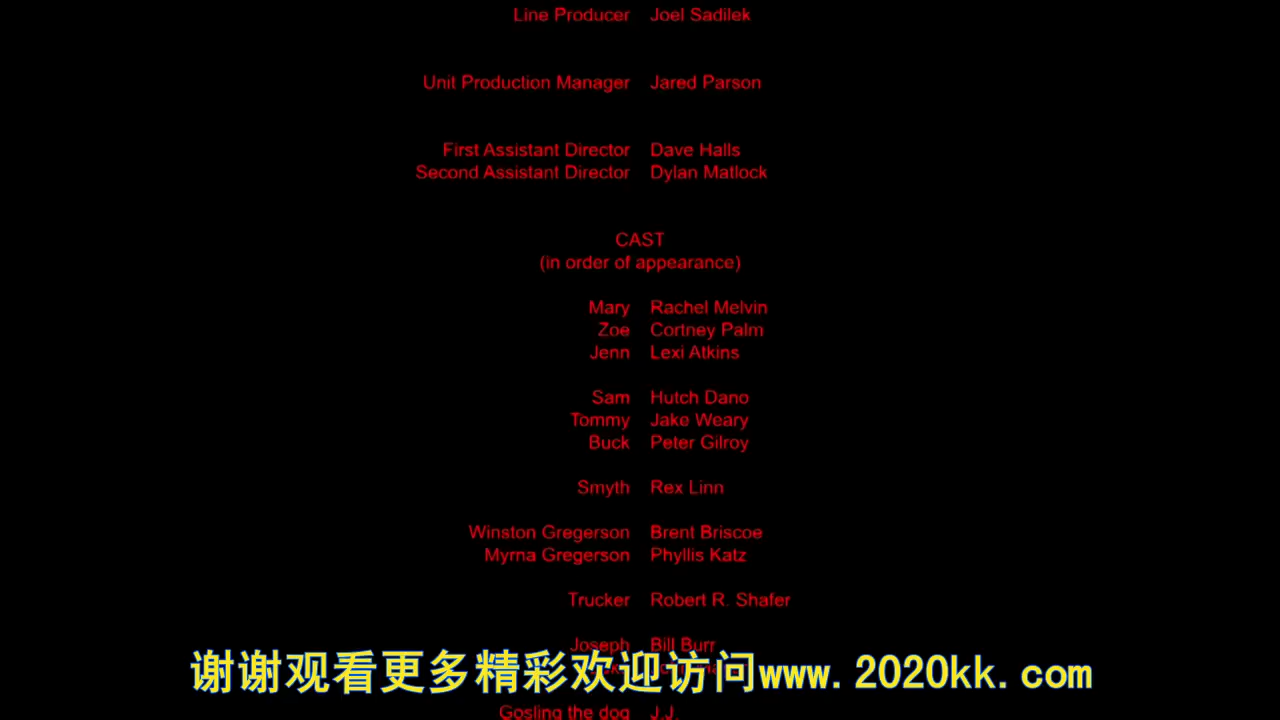 Line Producer Joel Sadilek
Unit Production Manager Jared Parson
First Assistant Director Dave Halls
Second Assistant Director Dylan Matlock
CAST
(in order of appearance)
Mary Rachel Melvin
Zoe Cortney Palm
Jenn Lexi Atkins
Sam Hutch Dano
Tommy Jake Weary
Buck Peter Gilroy
Smyth Rex Linn
Winston Gregerson Brent Briscoe
Myrna Gregerson Phyllis Katz
Trucker Robert R. Shafer
Joseph Bill Burr
谢谢观看更多精彩欢迎访问www.2020kk.com
Gosling the dog J.J.